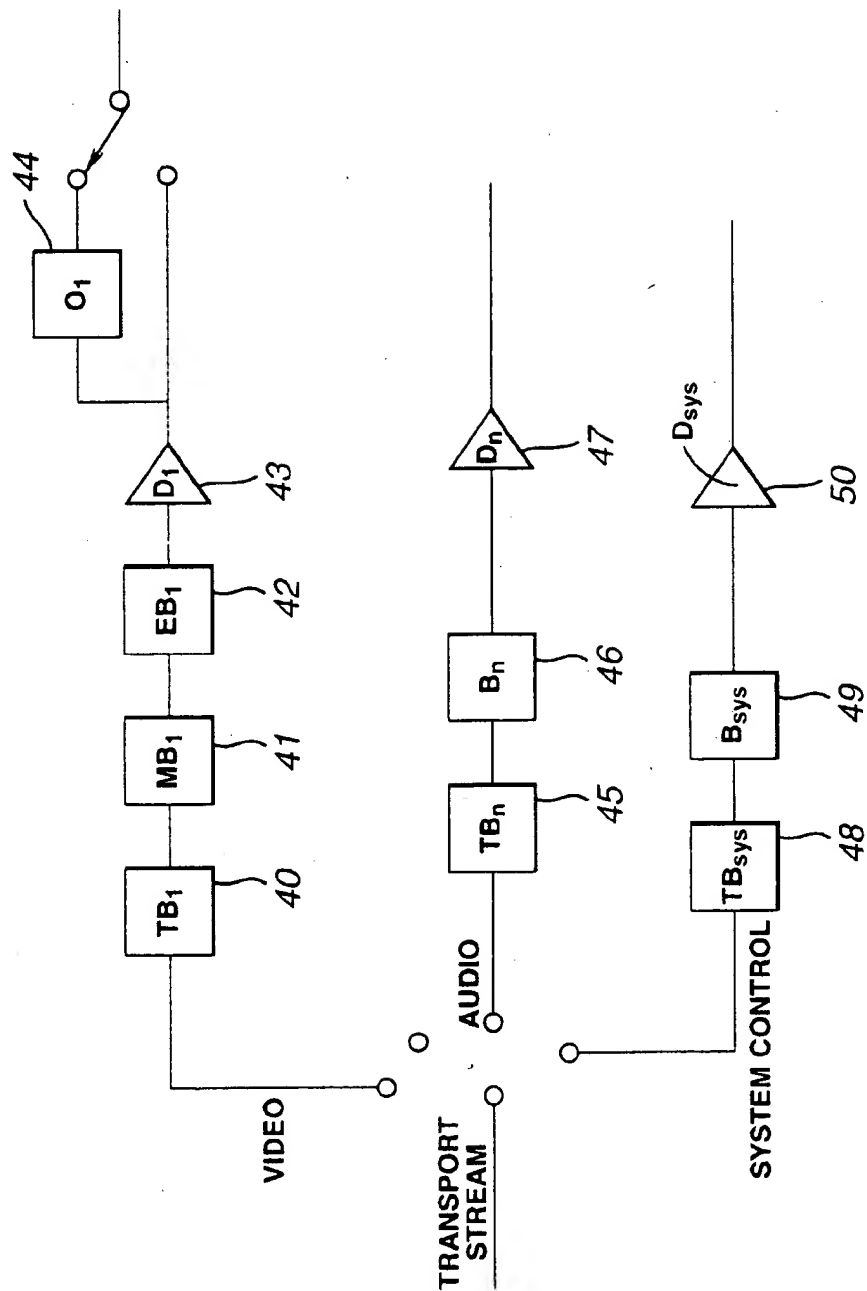 44
O1
VIDEO
TB1
40
MB1
41
EB1
42
D1
43
TRANSPORT
STREAM
AUDIO
TBn
45
Bn
46
Dn
47
SYSTEM CONTROL
TBsys
48
Bsys
49
Dsys
50